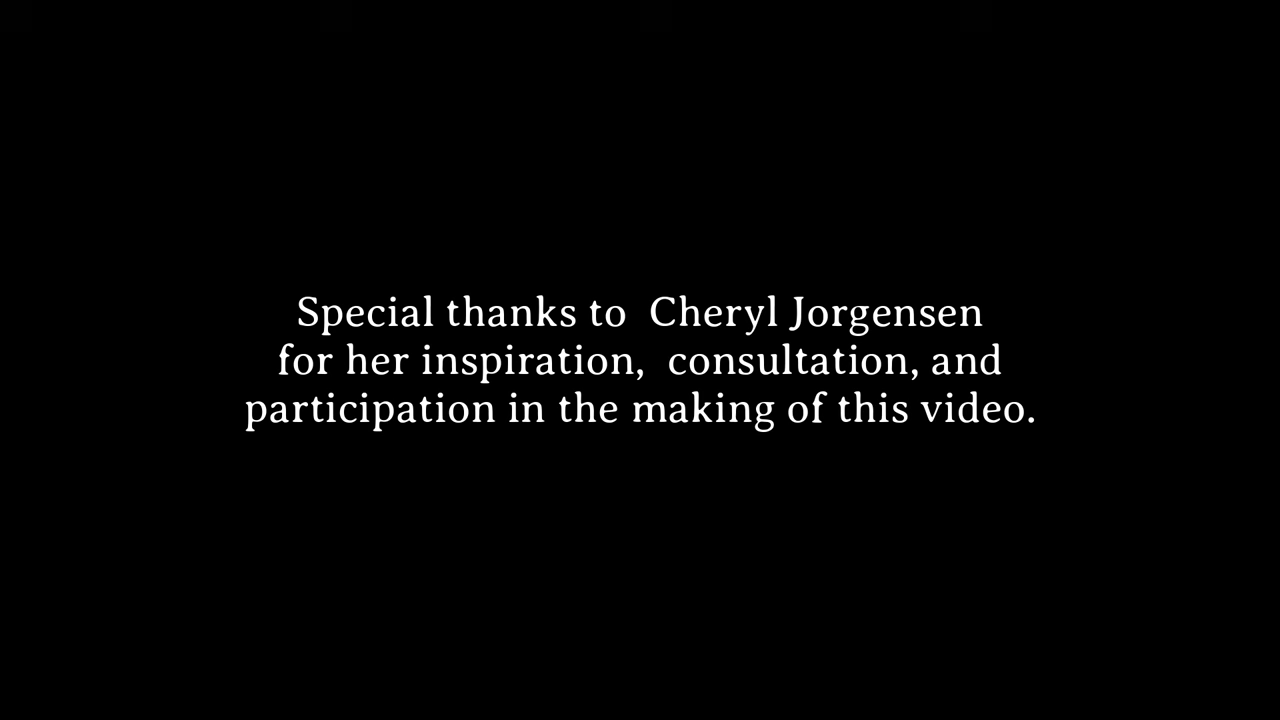 Special thanks to  Cheryl Jorgensen
for her inspiration,  consultation, and
participation in the making of this video.